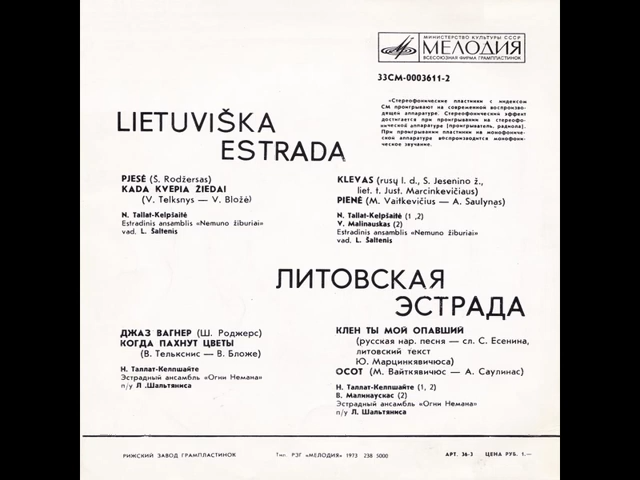 МИНИСТЕРСТВО КУЛЬТУРЫ СССР
МЕЛОДИЯ
ВСЕСОЮЗНАЯ ФИРМА ГРАМПЛАСТИНОК
33СМ-0003611-2
«Стереофонические пластинки с индексом
СМ проигрывают на современной воспроизво-
дящей аппаратуре. Стереофонический эффект
достигается при проигрывании на стереофо-
нической аппаратуре (проигрыватель, радиола).
При проигрывании пластинки на монофониче-
ской аппаратуре воспроизводится монофони-
ческое звучание.
LIETUVIŠKA
ESTRADA
PJESĖ (S. Rodžersas)
KADA KVEPIA ŽIEDAI
(V. Telksnys — V. Bložė)
N. Tallat-Kelpšaitė
Estradinis ansamblis «Nemuno žiburiai»
vad. L. Šaltenis
KLEVAS (rusų l. d., S. Jesenino ž.,
liet. t. Just. Marcinkevičiaus)
PIENĖ (M. Vaitkevičius — A. Saulynas)
N. Tallat-Kelpšaitė (1 ,2)
V. Malinauskas (2)
Estradinis ansamblis «Nemuno žiburiai»
vad. L. Šaltenis
ЛИТОВСКАЯ
ЭСТРАДА
ДЖАЗ ВАГНЕР (Ш. Роджерс)
КОГДА ПАХНУТ ЦВЕТЫ
(В. Телькснис — В. Бложе)
Н. Таллат-Келпшайте
Эстрадный ансамбль «Огни Немана»
п/у Л .Шальтяниса
КЛЕН ТЫ МОЙ ОПАВШИЙ
(русская нар. песня — сл. С. Есенина,
литовский текст
Ю. Марцинкявичюса)
ОСОТ (М. Вайткявичюс — А. Саулинас)
Н. Таллат-Келпшайте (1, 2)
В. Малинаускас (2)
Эстрадный ансамбль «Огни Немана»
п/у Л. Шальтяниса
РИЖСКИЙ ЗАВОД ГРАМПЛАСТИНОК
Тип. РЗГ «МЕЛОДИЯ» 1973 238 5000
АРТ. 36-3
ЦЕНА РУБ. 1.—